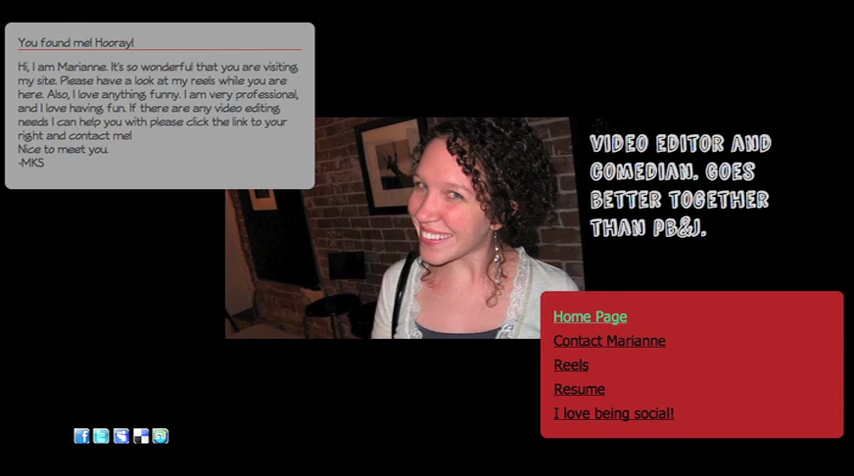 You found me! Hooray!
Hi, I am Marianne. It's so wonderful that you are visiting
my site. Please have a look at my reels while you are
here. Also, I love anything funny. I am very professional,
and I love having fun. If there are any video editing
needs I can help you with please click the link to your
right and contact me!
Nice to meet you.
-MKS
VIDEO EDITOR AND
COMEDIAN. GOES
BETTER TOGETHER
THAN PB&J.
Home Page
Contact Marianne
Reels
Resume
I love being social!